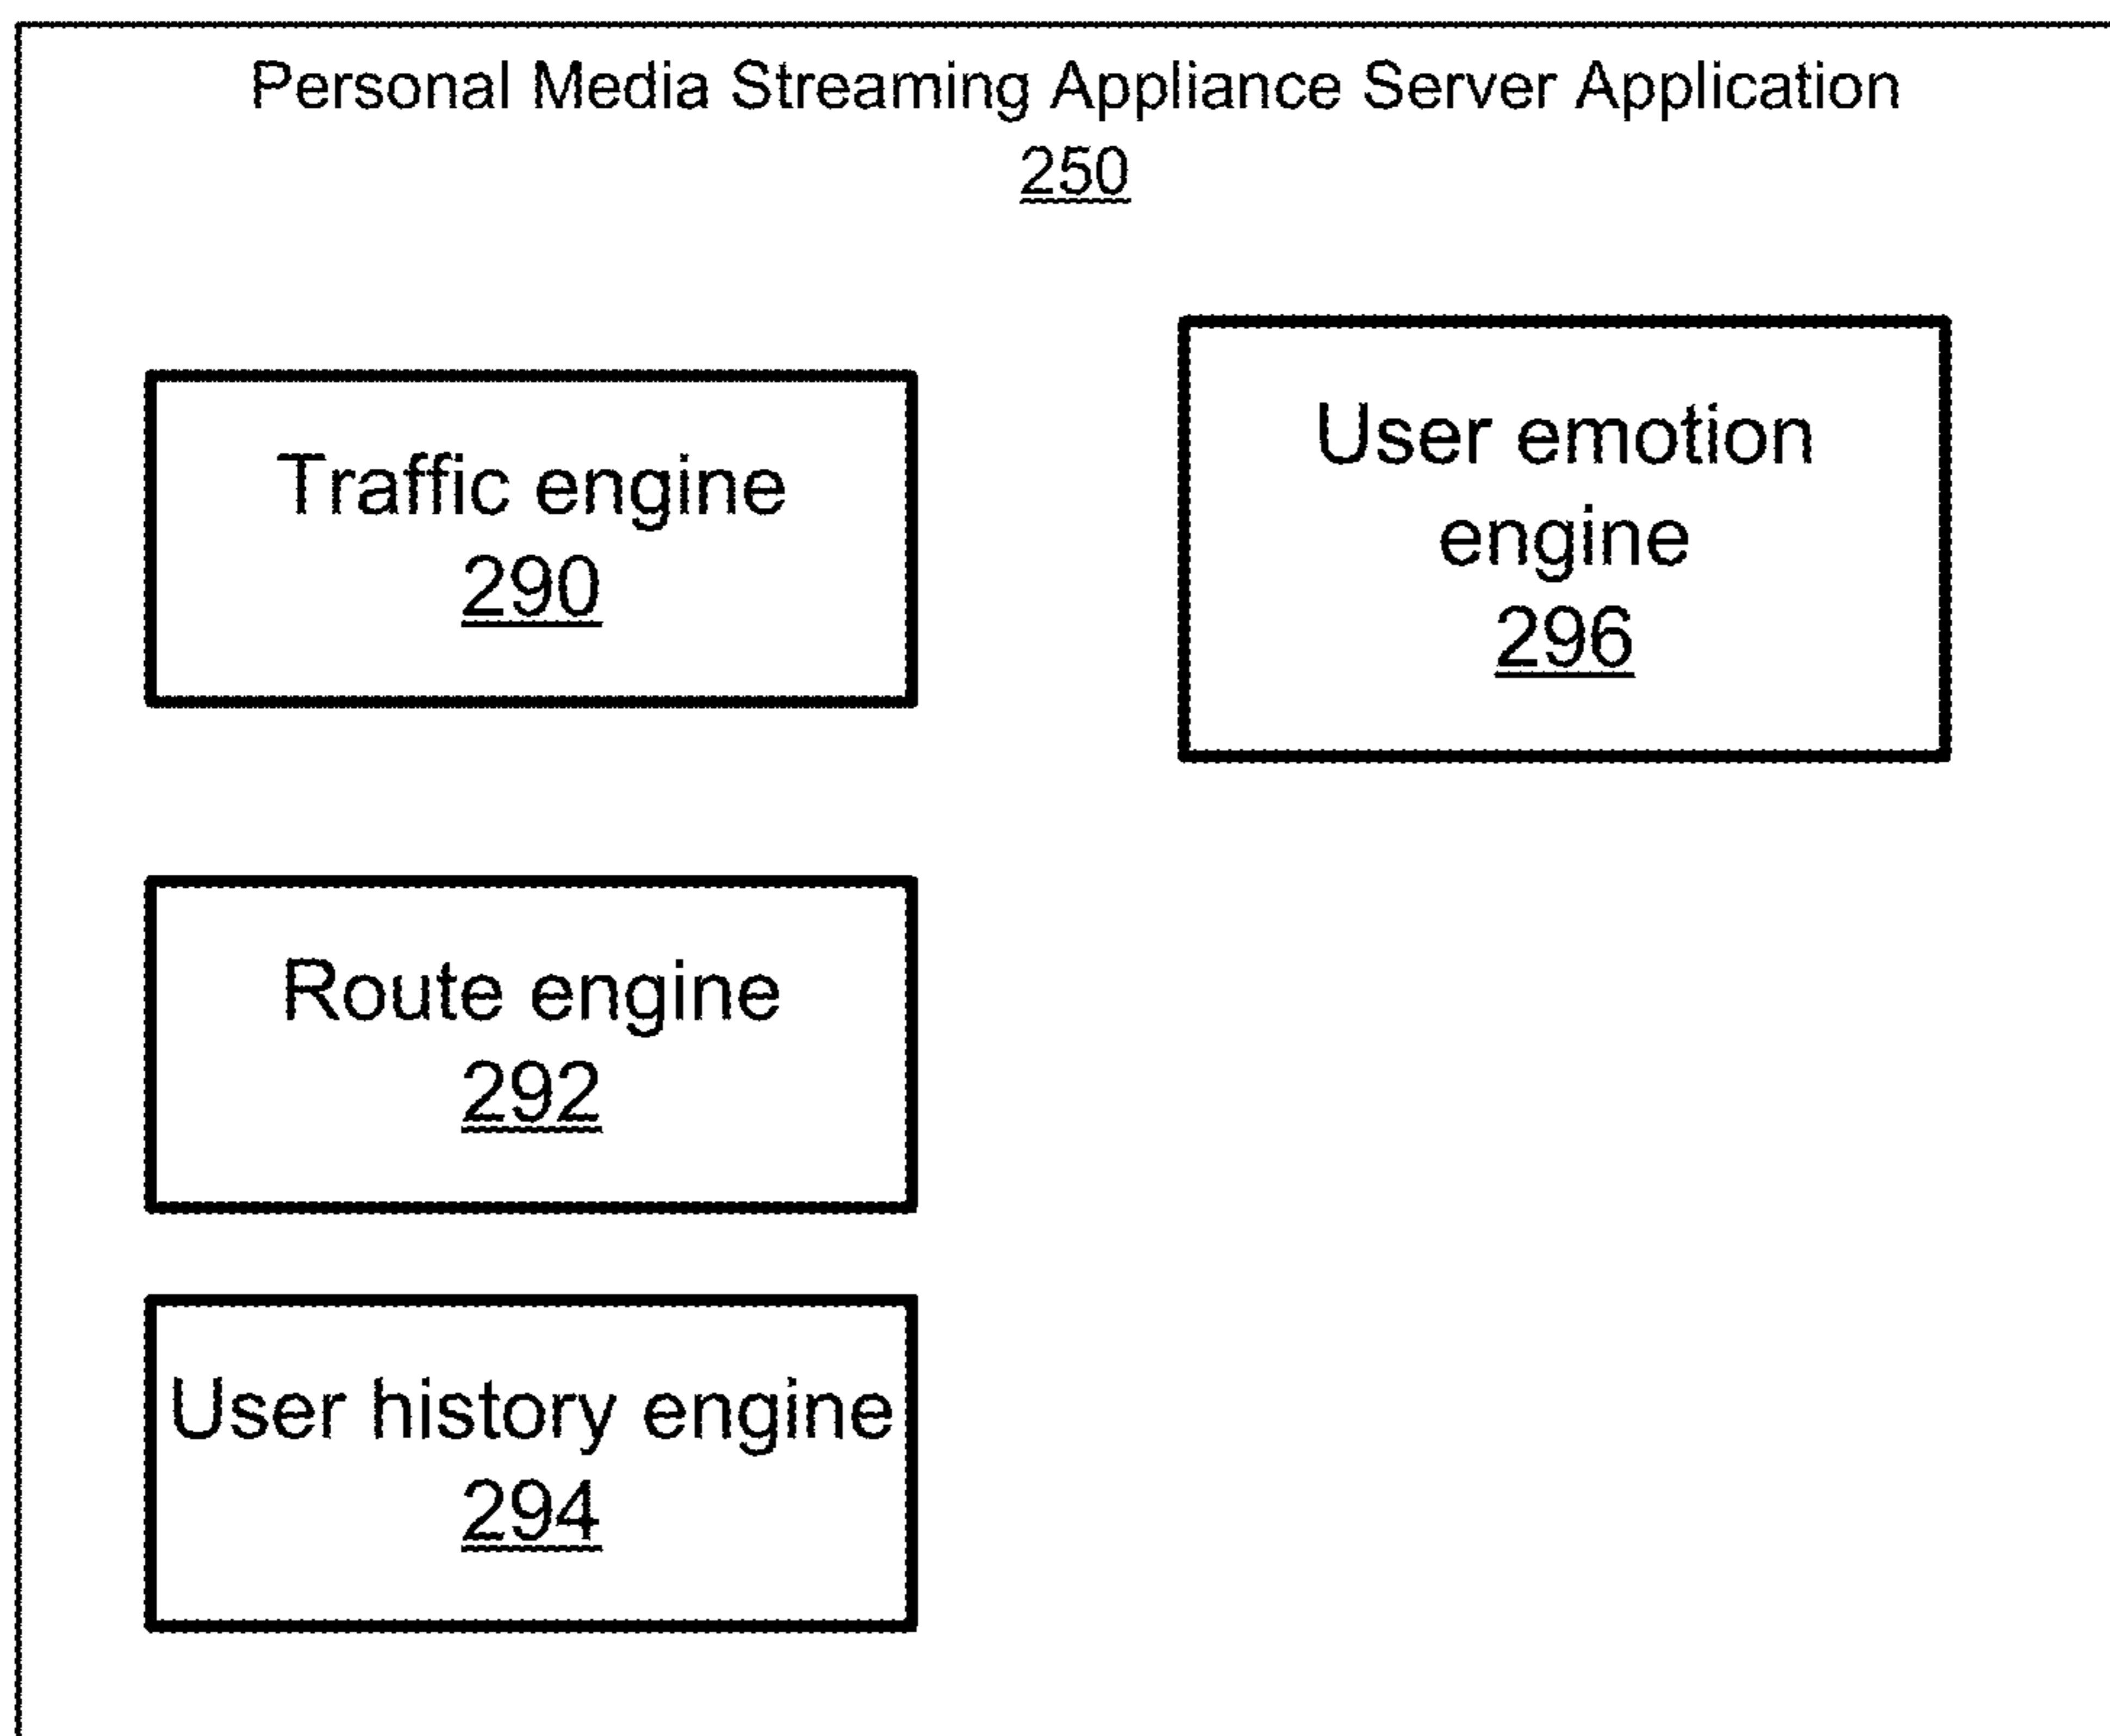 Personal Media Streaming Appliance Server Application
250
Traffic engine
290
User emotion
engine
296
Route engine
292
User history engine
294